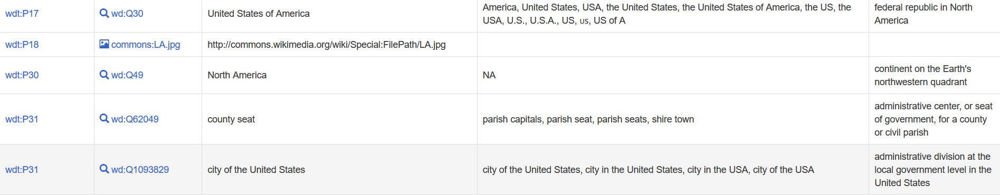 wdt:P17 wd:Q30 United States of America America, United States, USA, the United States, the United States of America, the US, the federal republic in North
USA, U.S., U.S.A., US, us, US of A America
wdt:P18 commons:LA.jpg http://commons.wikimedia.org/wiki/Special:FilePath/LA.jpg
wdt:P30 wd:Q49 North America NA continent on the Earth's
northwestern quadrant
wdt:P31 wd:Q62049 county seat parish capitals, parish seat, parish seats, shire town administrative center, or seat
of government, for a county
or civil parish
wdt:P31 wd:Q1093829 city of the United States city of the United States, city in the United States, city in the USA, city of the USA administrative division at the
local government level in the
United States